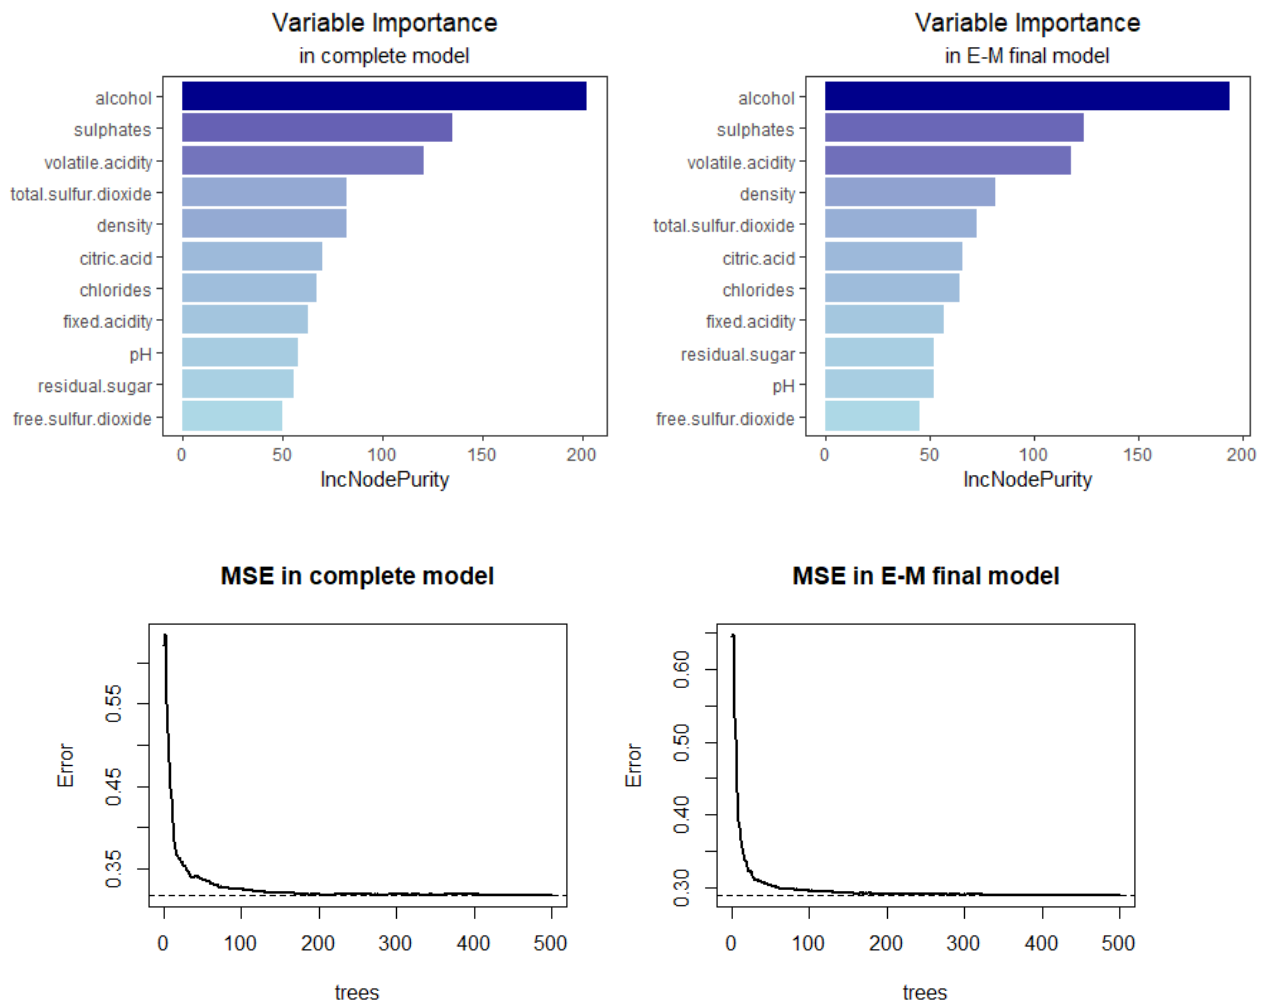 Variable Importance
in complete model
alcohol
sulphates
volatile.acidity
total.sulfur.dioxide
density
citric.acid
chlorides
fixed.acidity
pH
residual.sugar
free.sulfur.dioxide
0 50 100 150 200
IncNodePurity
Variable Importance
in E-M final model
alcohol
sulphates
volatile.acidity
density
total.sulfur.dioxide
citric.acid
chlorides
fixed.acidity
residual.sugar
pH
free.sulfur.dioxide
0 50 100 150 200
IncNodePurity
MSE in complete model
Error
0.55
0.45
0.35
0 100 200 300 400 500
trees
MSE in E-M final model
Error
0.60
0.50
0.40
0.30
0 100 200 300 400 500
trees